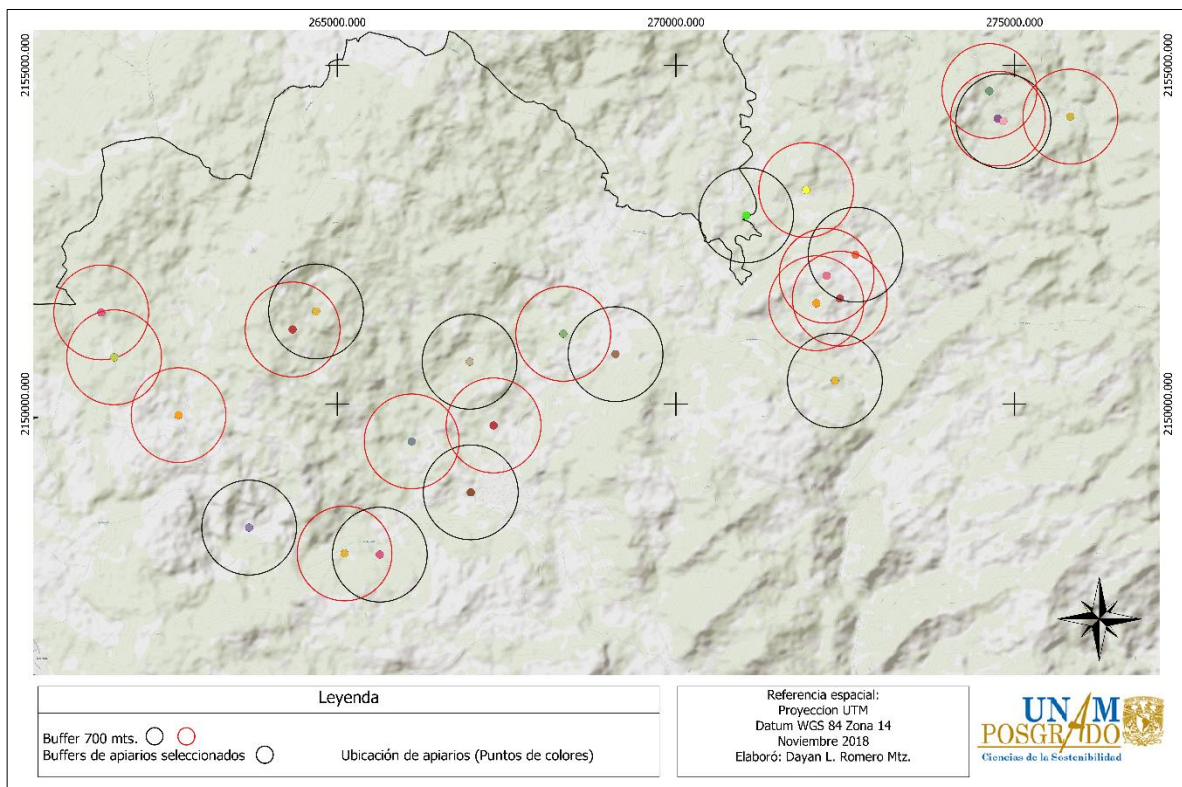 265000.000 270000.000 275000.000
2155000.000 2155000.000
2150000.000 2150000.000
Leyenda
Buffer 700 mts.
Buffers de apiarios seleccionados Ubicación de apiarios (Puntos de colores)
Referencia espacial:
Proyeccion UTM
Datum WGS 84 Zona 14
Noviembre 2018
Elaboró: Dayan L. Romero Mtz.
UNAM
POSGRADO
Ciencias de la Sostenibilidad